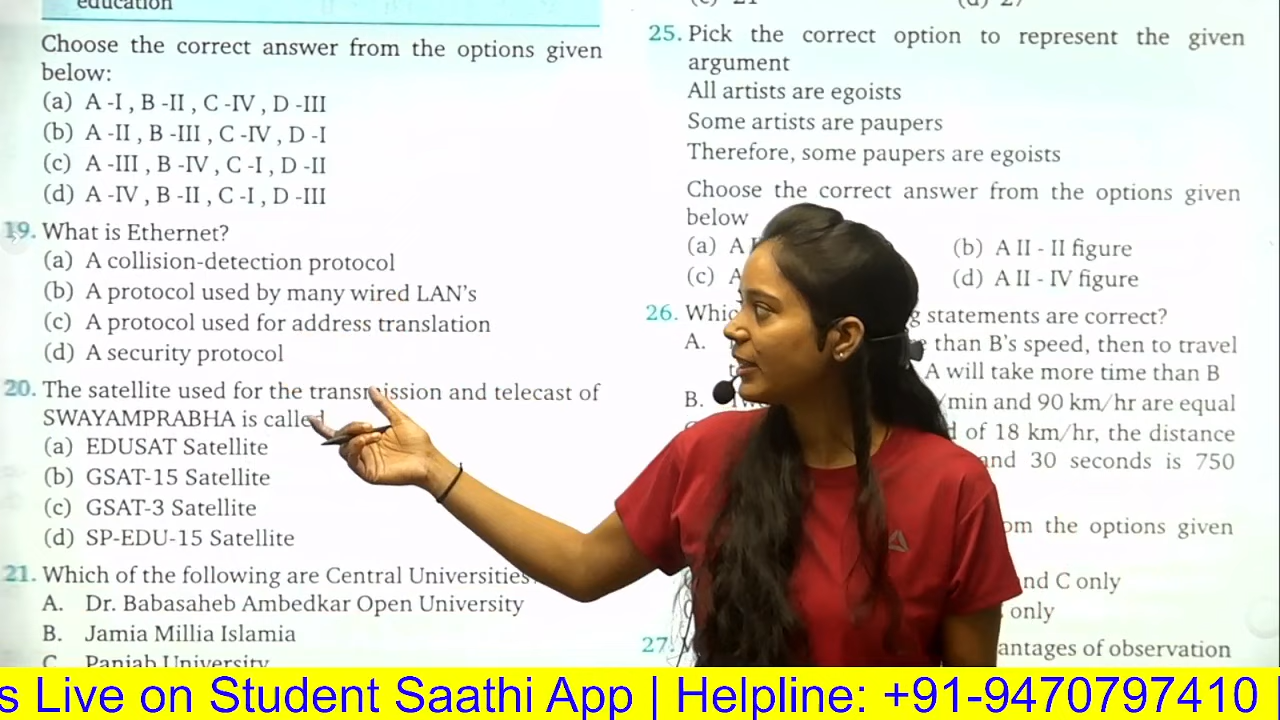 education
Choose the correct answer from the options given
below:
(a) A -I , B -II , C -IV , D -III
(b) A -II , B -III , C -IV , D -I
(c) A -III , B -IV , C -I , D -II
(d) A -IV , B -II , C -I , D -III
19. What is Ethernet?
(a) A collision-detection protocol
(b) A protocol used by many wired LAN's
(c) A protocol used for address translation
(d) A security protocol
20. The satellite used for the transmission and telecast of
SWAYAMPRABHA is called
(a) EDUSAT Satellite
(b) GSAT-15 Satellite
(c) GSAT-3 Satellite
(d) SP-EDU-15 Satellite
21. Which of the following are Central Universities
A. Dr. Babasaheb Ambedkar Open University
B. Jamia Millia Islamia
C. Panjab University
(c) 21 (d) 27
25. Pick the correct option to represent the given
argument
All artists are egoists
Some artists are paupers
Therefore, some paupers are egoists
Choose the correct answer from the options given
below
(a) A (b) A II - II figure
(c) A (d) A II - IV figure
26. statements are correct?
A. than B's speed, then to travel
A will take more time than B
B. /min and 90 km/hr are equal
of 18 km/hr, the distance
and 30 seconds is 750
the options given
and C only
only
27. of observation
s Live on Student Saathi App | Helpline: +91-9470797410